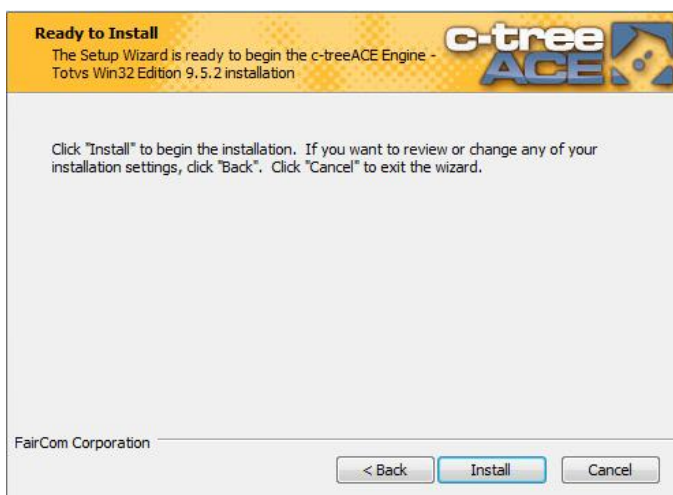 Ready to Install
The Setup Wizard is ready to begin the c-treeACE Engine -
Totvs Win32 Edition 9.5.2 installation
c-tree
ACE
Click "Install" to begin the installation. If you want to review or change any of your
installation settings, click "Back". Click "Cancel" to exit the wizard.
FairCom Corporation
< Back Install Cancel